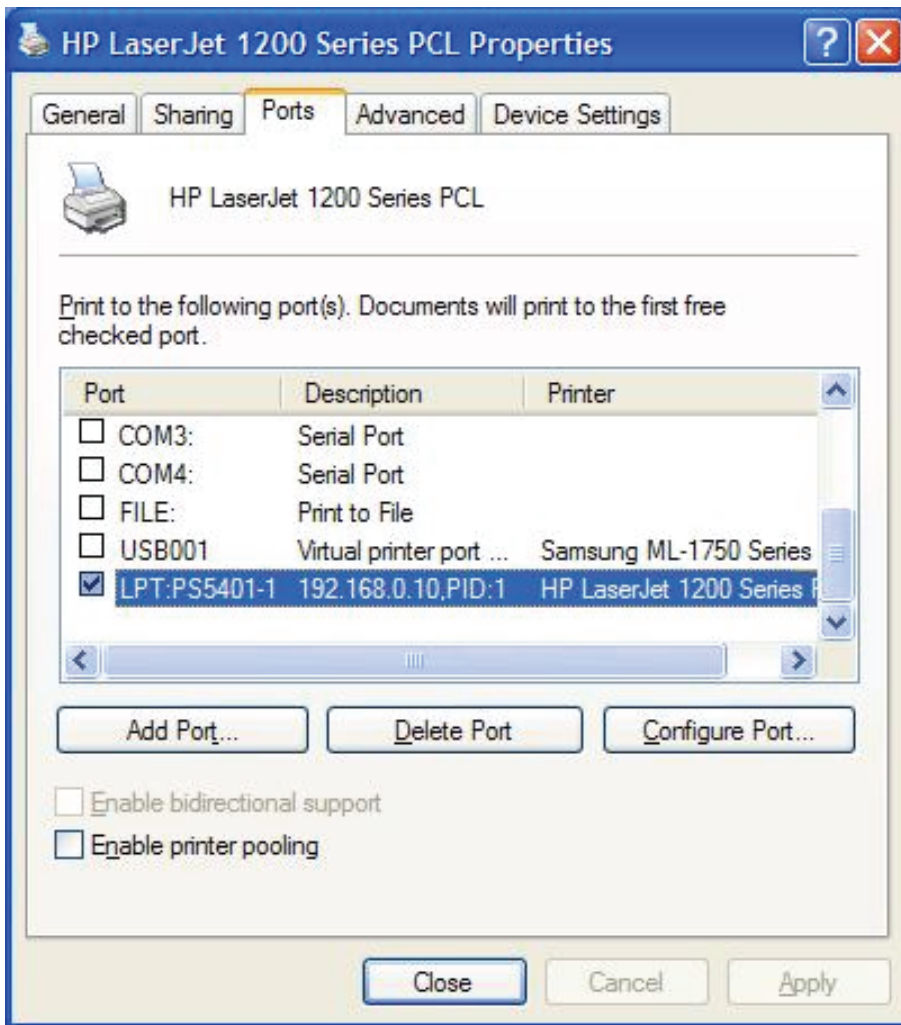 HP LaserJet 1200 Series PCL Properties
General Sharing Ports Advanced Device Settings
HP LaserJet 1200 Series PCL
Print to the following port(s). Documents will print to the first free
checked port.
Port Description Printer
COM3: Serial Port
COM4: Serial Port
FILE: Print to File
USB001 Virtual printer port ... Samsung ML-1750 Series
LPT:PS5401-1 192.168.0.10,PID:1 HP LaserJet 1200 Series
Add Port... Delete Port Configure Port...
Enable bidirectional support
Enable printer pooling
Close Cancel Apply